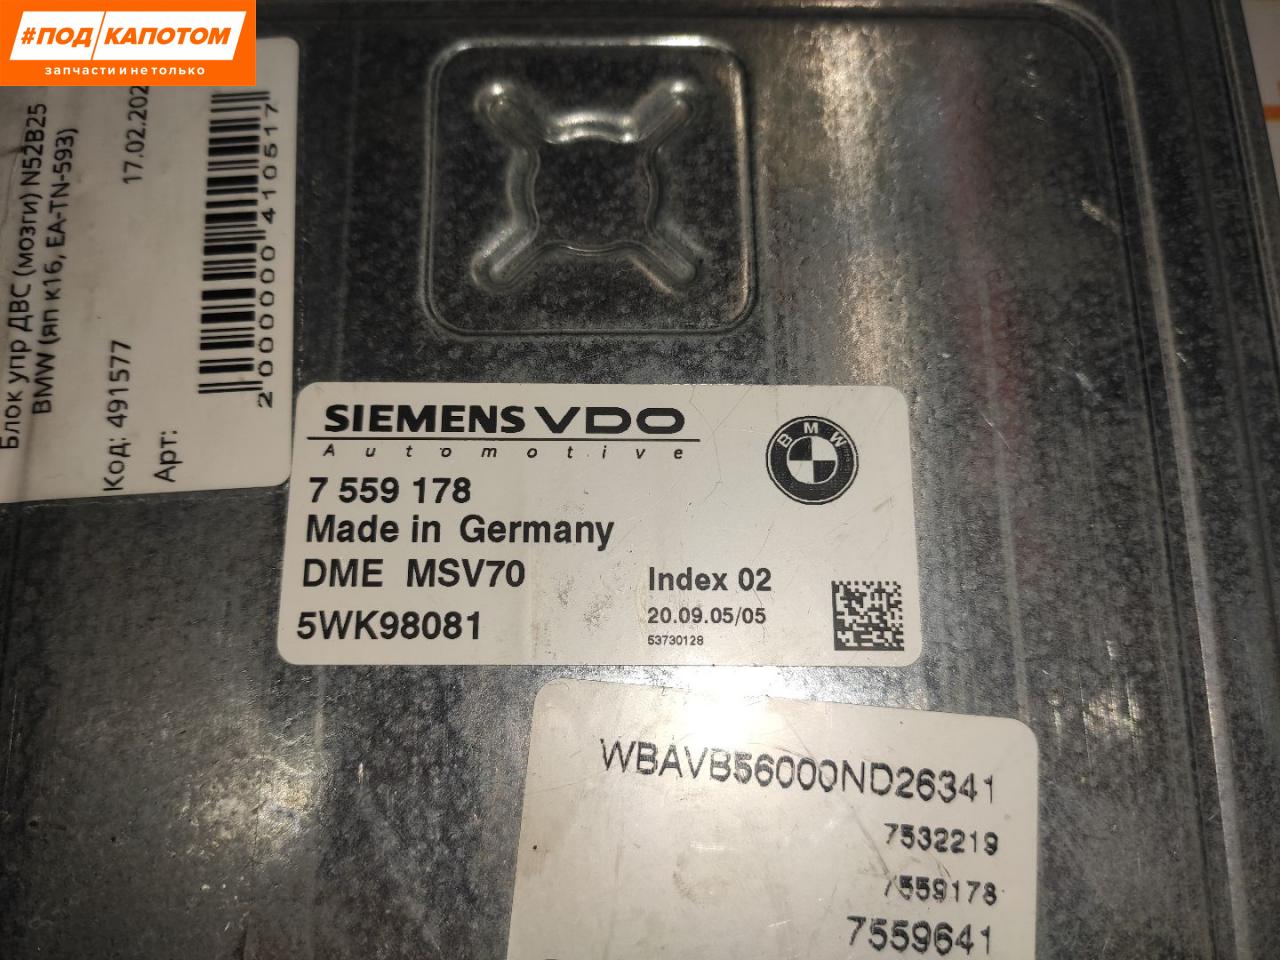 #ПОД КАПОТОМ
запчасти и не только
Блок упр ДВС (мозги) N52B25
BMW (яп к16, EA-TN-593)
Код: 491577
17.02.202
Арт:
2000000410517
SIEMENS VDO
Automotive
BMW
7 559 178
Made in Germany
DME MSV70
Index 02
5WK98081
20.09.05/05
53730128
WBAVB56000ND26341
7532219
7559178
7559641